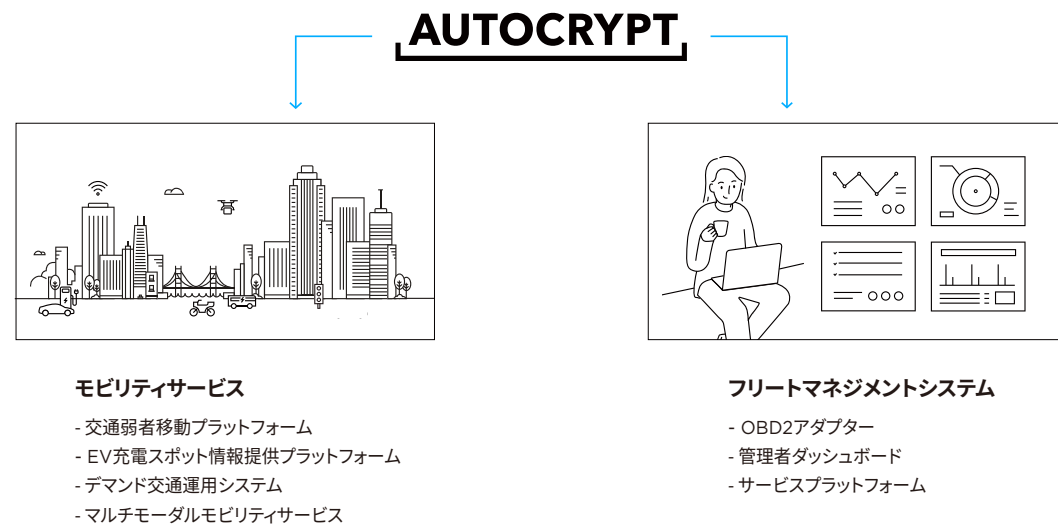 AUTOCRYPT
モビリティサービス
- 交通弱者移動プラットフォーム
- EV充電スポット情報提供プラットフォーム
- デマンド交通運用システム
- マルチモーダルモビリティサービス
フリートマネジメントシステム
- OBD2アダプター
- 管理者ダッシュボード
- サービスプラットフォーム